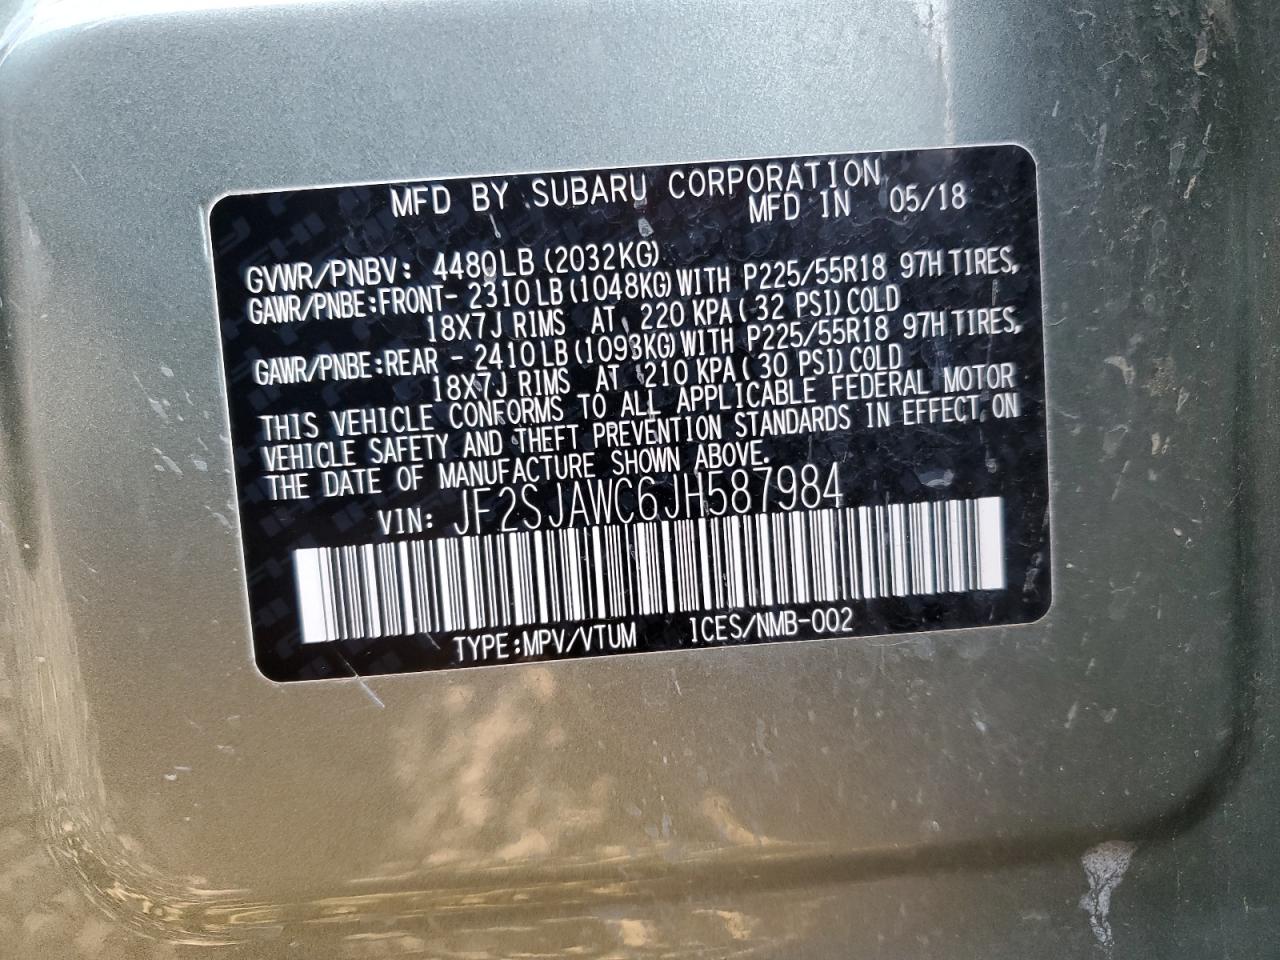 MFD BY SUBARU CORPORATION
MFD IN 05/18
GVWR/PNBV: 4480LB (2032KG)
GAWR/PNBE:FRONT- 2310LB (1048KG) WITH P225/55R18 97H TIRES,
18X7J RIMS AT 220 KPA( 32 PSI) COLD
GAWR/PNBE:REAR - 2410LB (1093KG) WITH P225/55R18 97H TIRES,
18X7J RIMS AT 210 KPA( 30 PSI) COLD
THIS VEHICLE CONFORMS TO ALL APPLICABLE FEDERAL MOTOR
VEHICLE SAFETY AND THEFT PREVENTION STANDARDS IN EFFECT ON
THE DATE OF MANUFACTURE SHOWN ABOVE.
VIN: JF2SJAWC6JH587984
TYPE:MPV/VTUM ICES/NMB-002